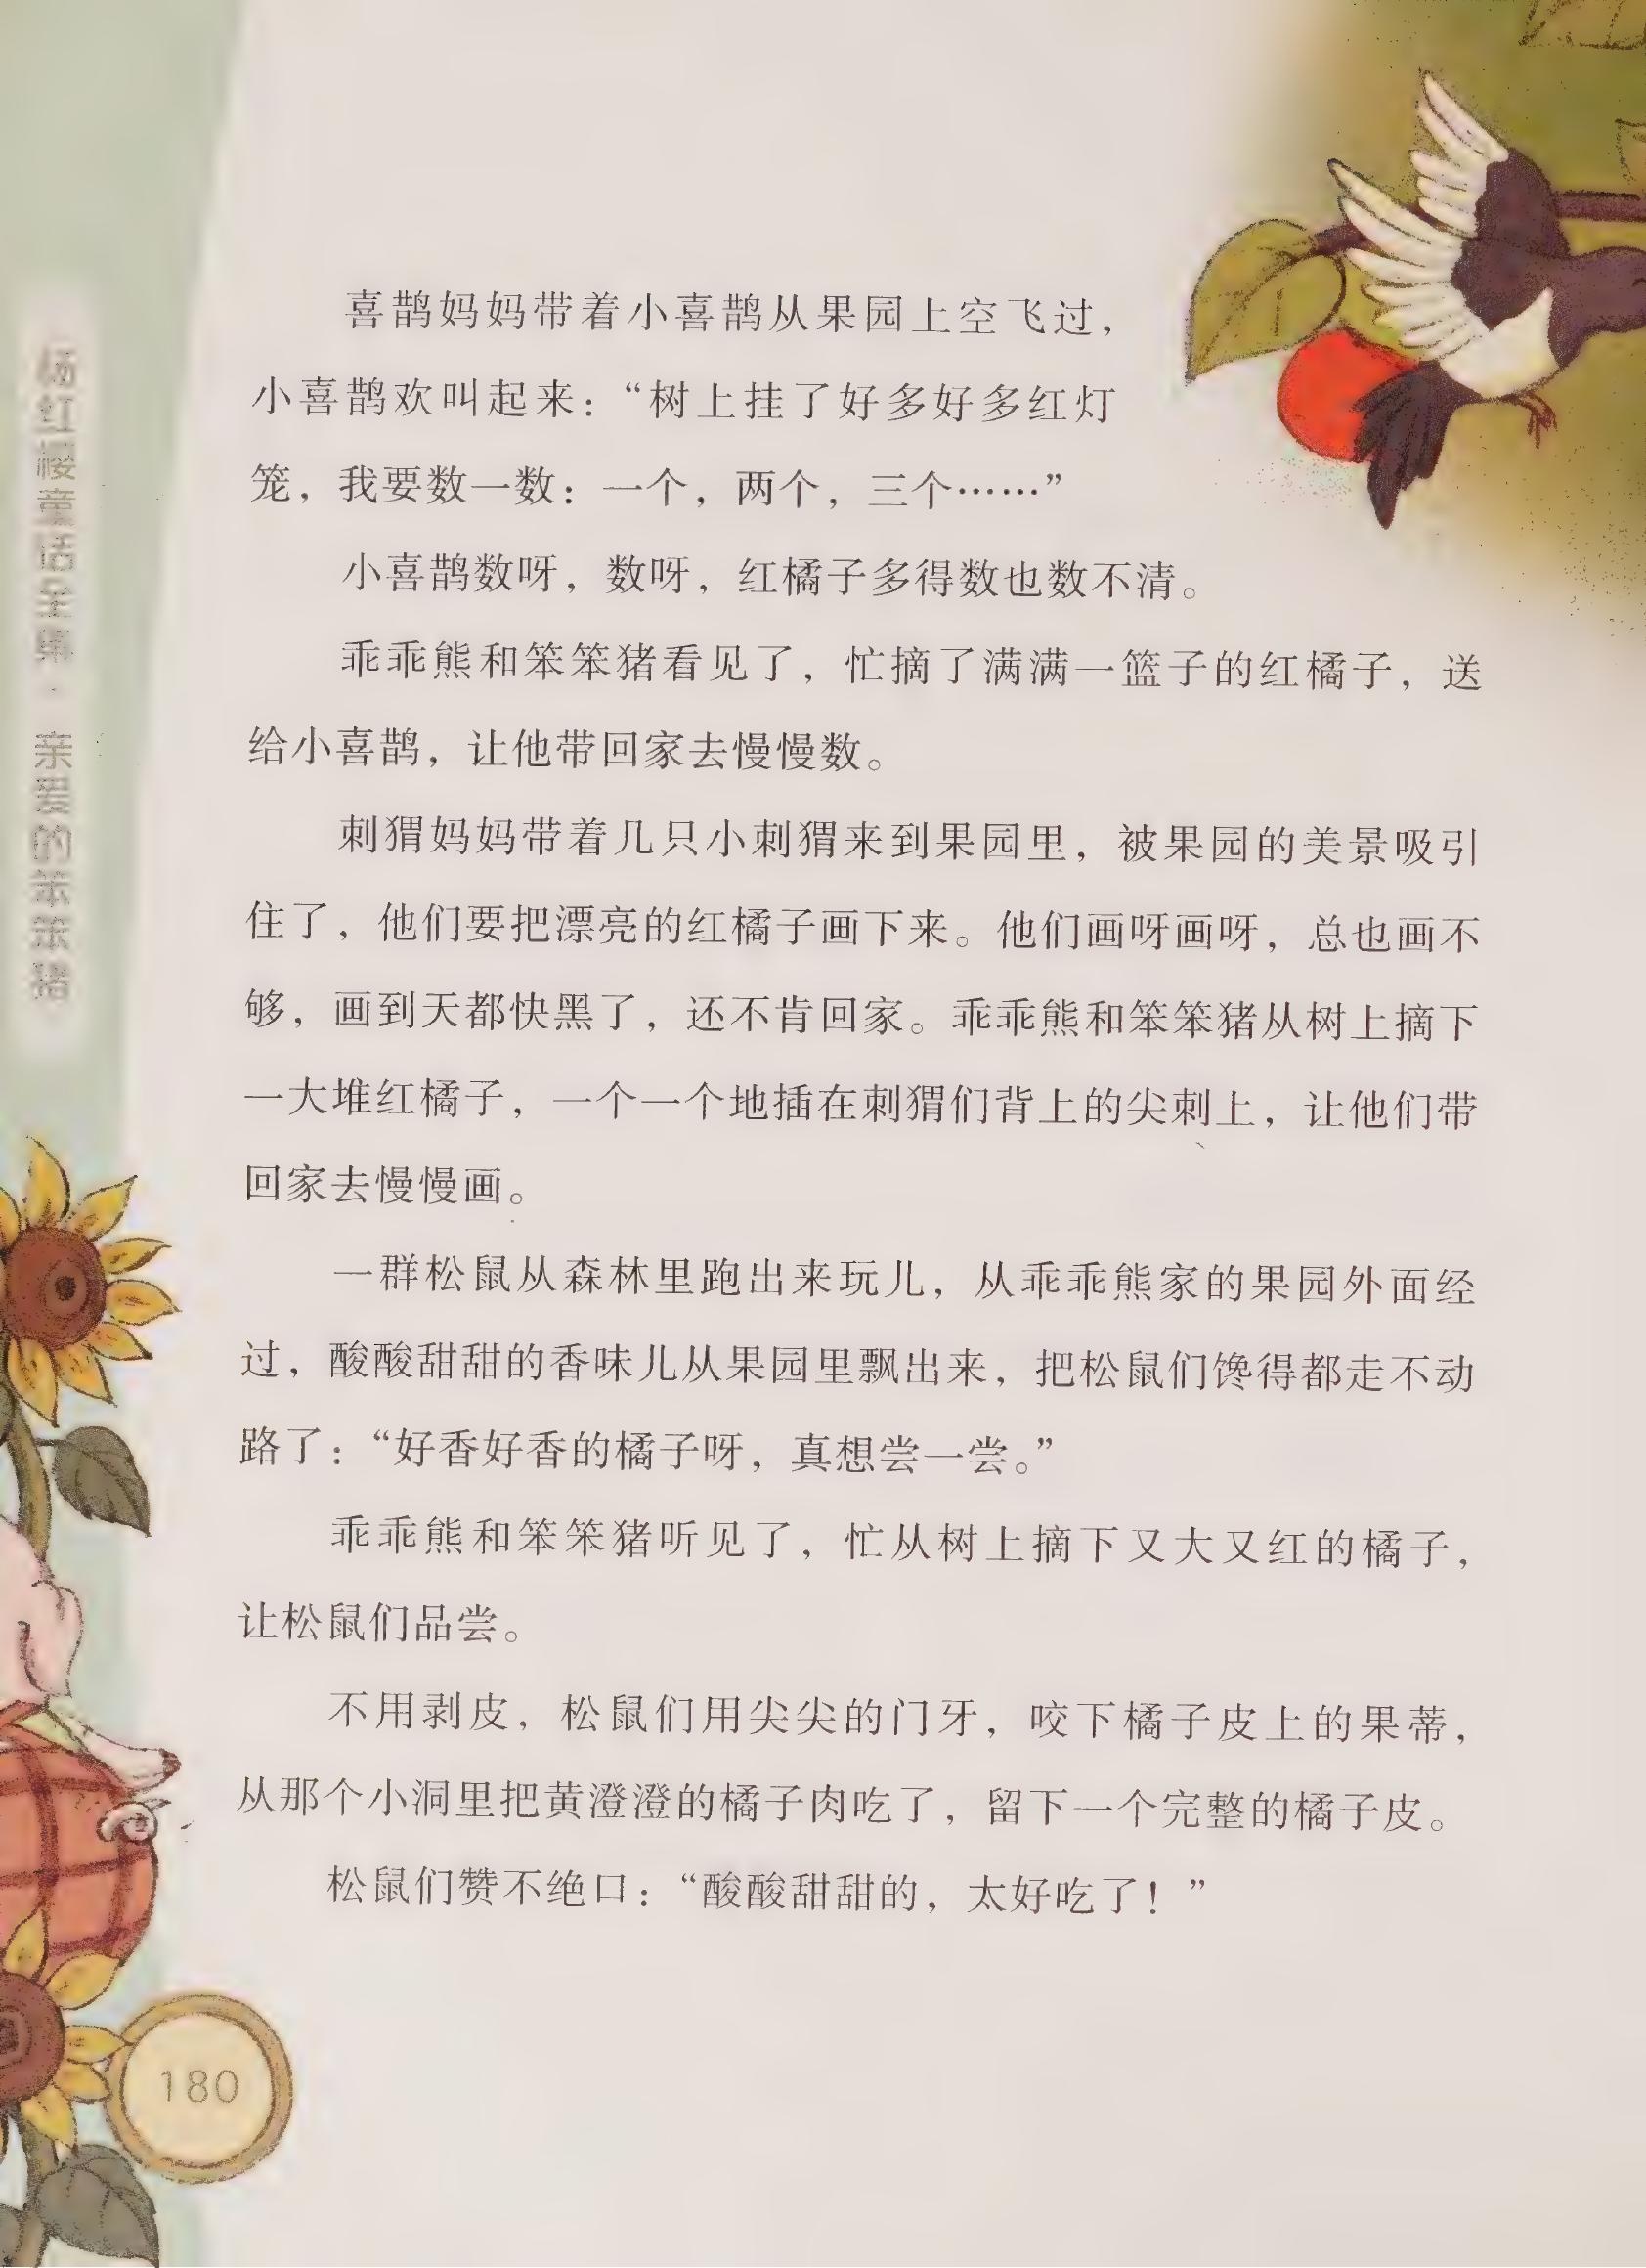 杨红樱童话全集·亲爱的笨笨猪
喜鹊妈妈带着小喜鹊从果园上空飞过，
小喜鹊欢叫起来：“树上挂了好多好多红灯
笼，我要数一数：一个，两个，三个……”
小喜鹊数呀，数呀，红橘子多得数也数不清。
乖乖熊和笨笨猪看见了，忙摘了满满一篮子的红橘子，送
给小喜鹊，让他带回家去慢慢数。
刺猬妈妈带着几只小刺猬来到果园里，被果园的美景吸引
住了，他们要把漂亮的红橘子画下来。他们画呀画呀，总也画不
够，画到天都快黑了，还不肯回家。乖乖熊和笨笨猪从树上摘下
一大堆红橘子，一个一个地插在刺猬们背上的尖刺上，让他们带
回家去慢慢画。
一群松鼠从森林里跑出来玩儿，从乖乖熊家的果园外面经
过，酸酸甜甜的香味儿从果园里飘出来，把松鼠们馋得都走不动
路了：“好香好香的橘子呀，真想尝一尝。”
乖乖熊和笨笨猪听见了，忙从树上摘下又大又红的橘子，
让松鼠们品尝。
不用剥皮，松鼠们用尖尖的门牙，咬下橘子皮上的果蒂，
从那个小洞里把黄澄澄的橘子肉吃了，留下一个完整的橘子皮。
松鼠们赞不绝口：“酸酸甜甜的，太好吃了！”
180